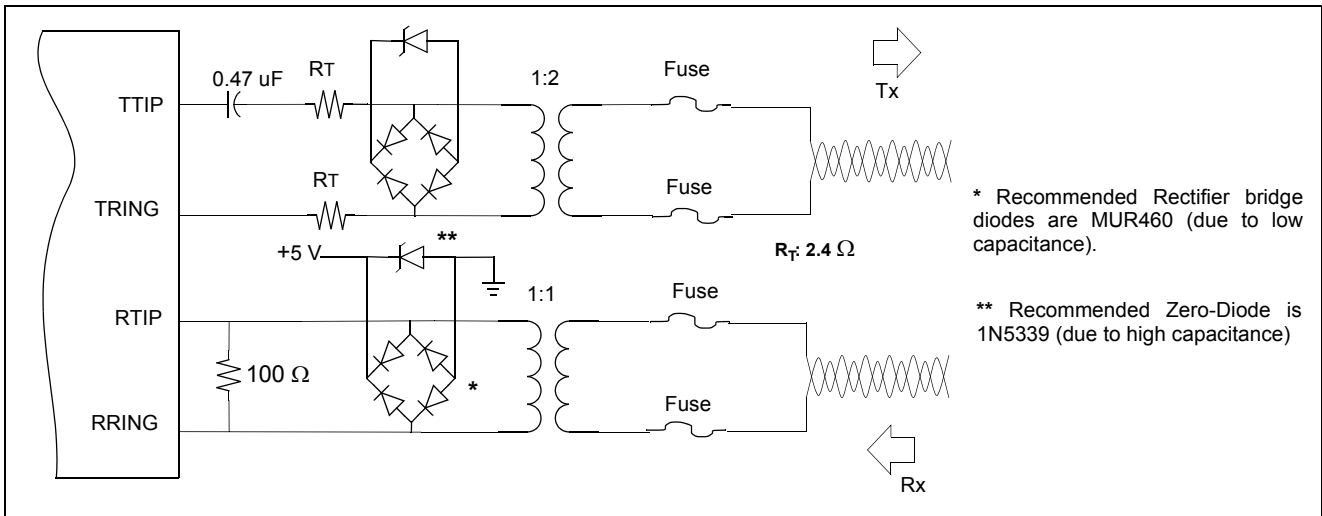 0.47 uF
RT
1:2
Fuse
Tx
TTIP
RT
Fuse
TRING
* Recommended Rectifier bridge
diodes are MUR460 (due to low
capacitance).
**
+5 V
RT: 2.4 Ω
1:1
Fuse
RTIP
** Recommended Zero-Diode is
1N5339 (due to high capacitance)
100 Ω
*
Fuse
RRING
Rx